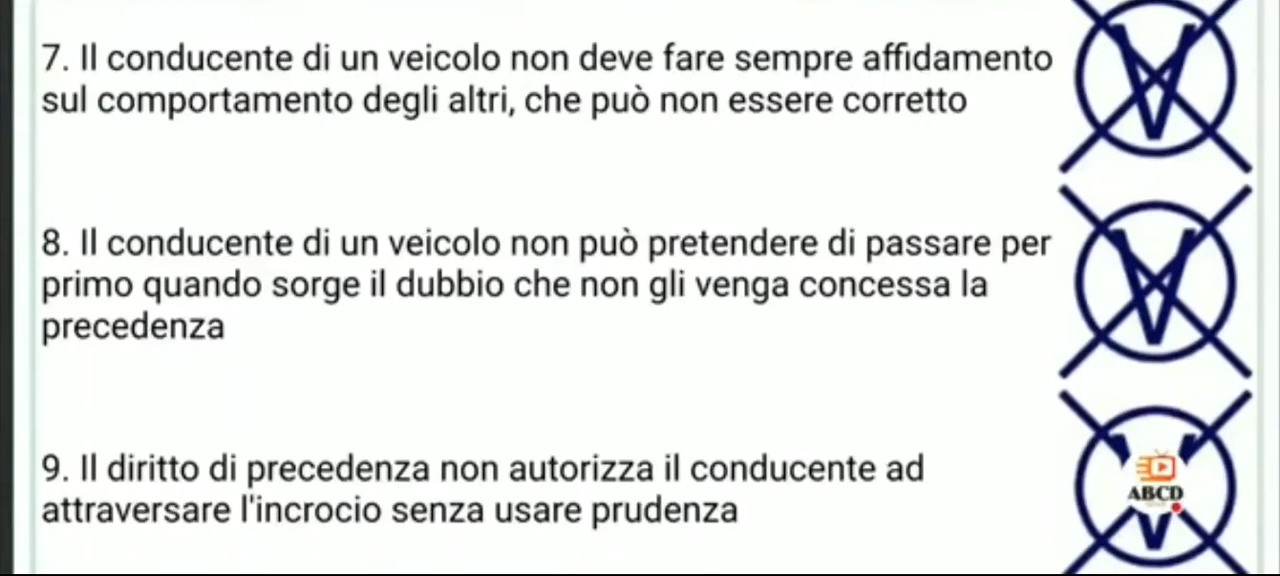 7. Il conducente di un veicolo non deve fare sempre affidamento
sul comportamento degli altri, che può non essere corretto
V
8. Il conducente di un veicolo non può pretendere di passare per
primo quando sorge il dubbio che non gli venga concessa la
precedenza
V
9. Il diritto di precedenza non autorizza il conducente ad
attraversare l'incrocio senza usare prudenza
V
ABCD